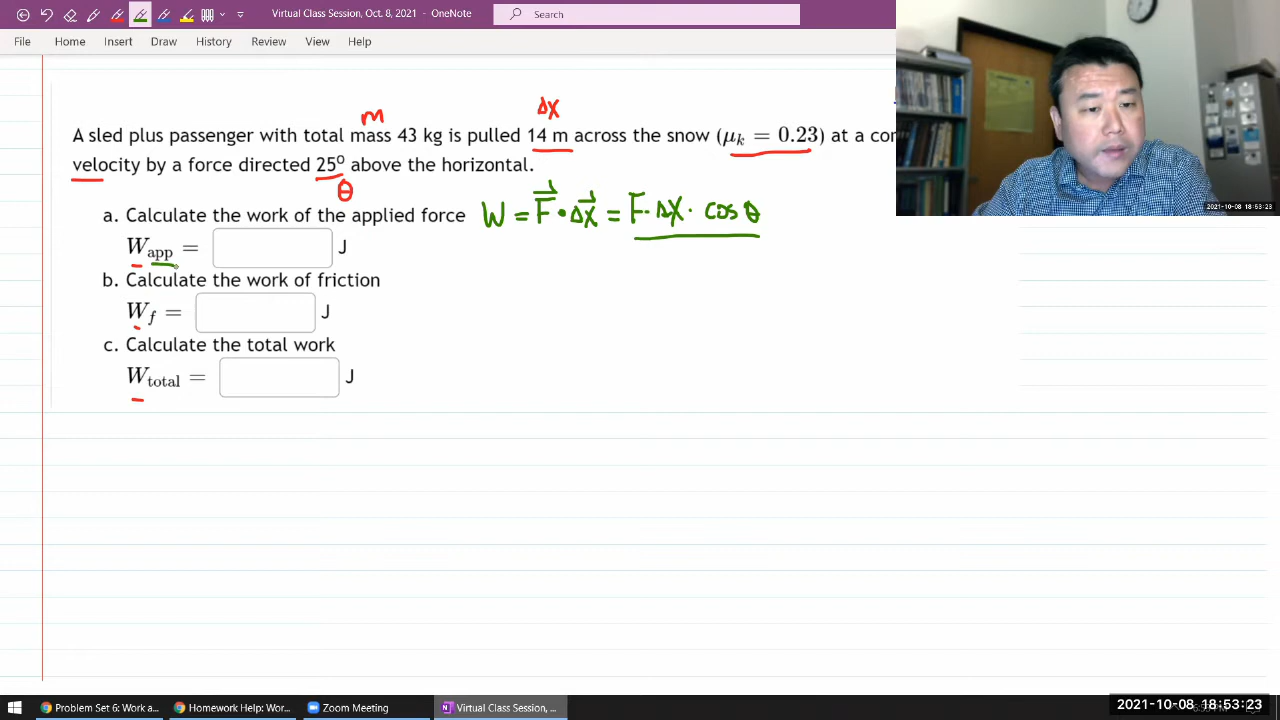 Virtual Class Session, Oct. 8, 2021 - OneNote
Search
File Home Insert Draw History Review View Help
m
Δx
A sled plus passenger with total mass 43 kg is pulled 14 m across the snow (μk = 0.23) at a con
velocity by a force directed 25° above the horizontal.
θ
a. Calculate the work of the applied force
W = F⃗ · Δx⃗ = F · Δx · cos θ
Wapp = J
b. Calculate the work of friction
Wf = J
c. Calculate the total work
Wtotal = J
2021-10-08 18:53:23
Problem Set 6: Work a... Homework Help: Wor... Zoom Meeting Virtual Class Session, ...
2021-10-08 18:53:23